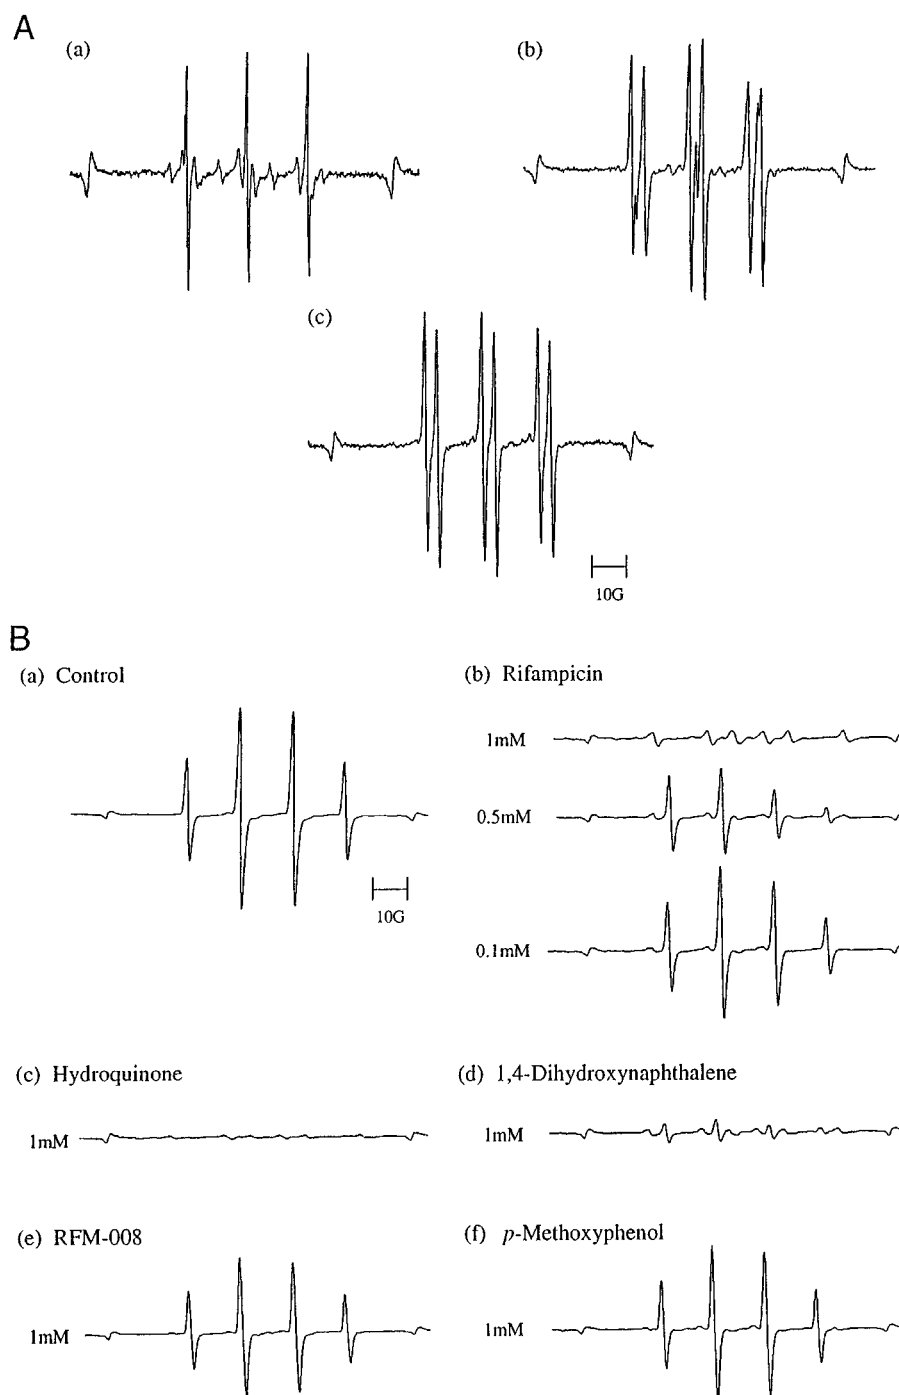 A
(a)
(b)
(c)
10G
B
(a) Control
(b) Rifampicin
1mM
0.5mM
10G
0.1mM
(c) Hydroquinone
(d) 1,4-Dihydroxynaphthalene
1mM
1mM
(e) RFM-008
(f) p-Methoxyphenol
1mM
1mM